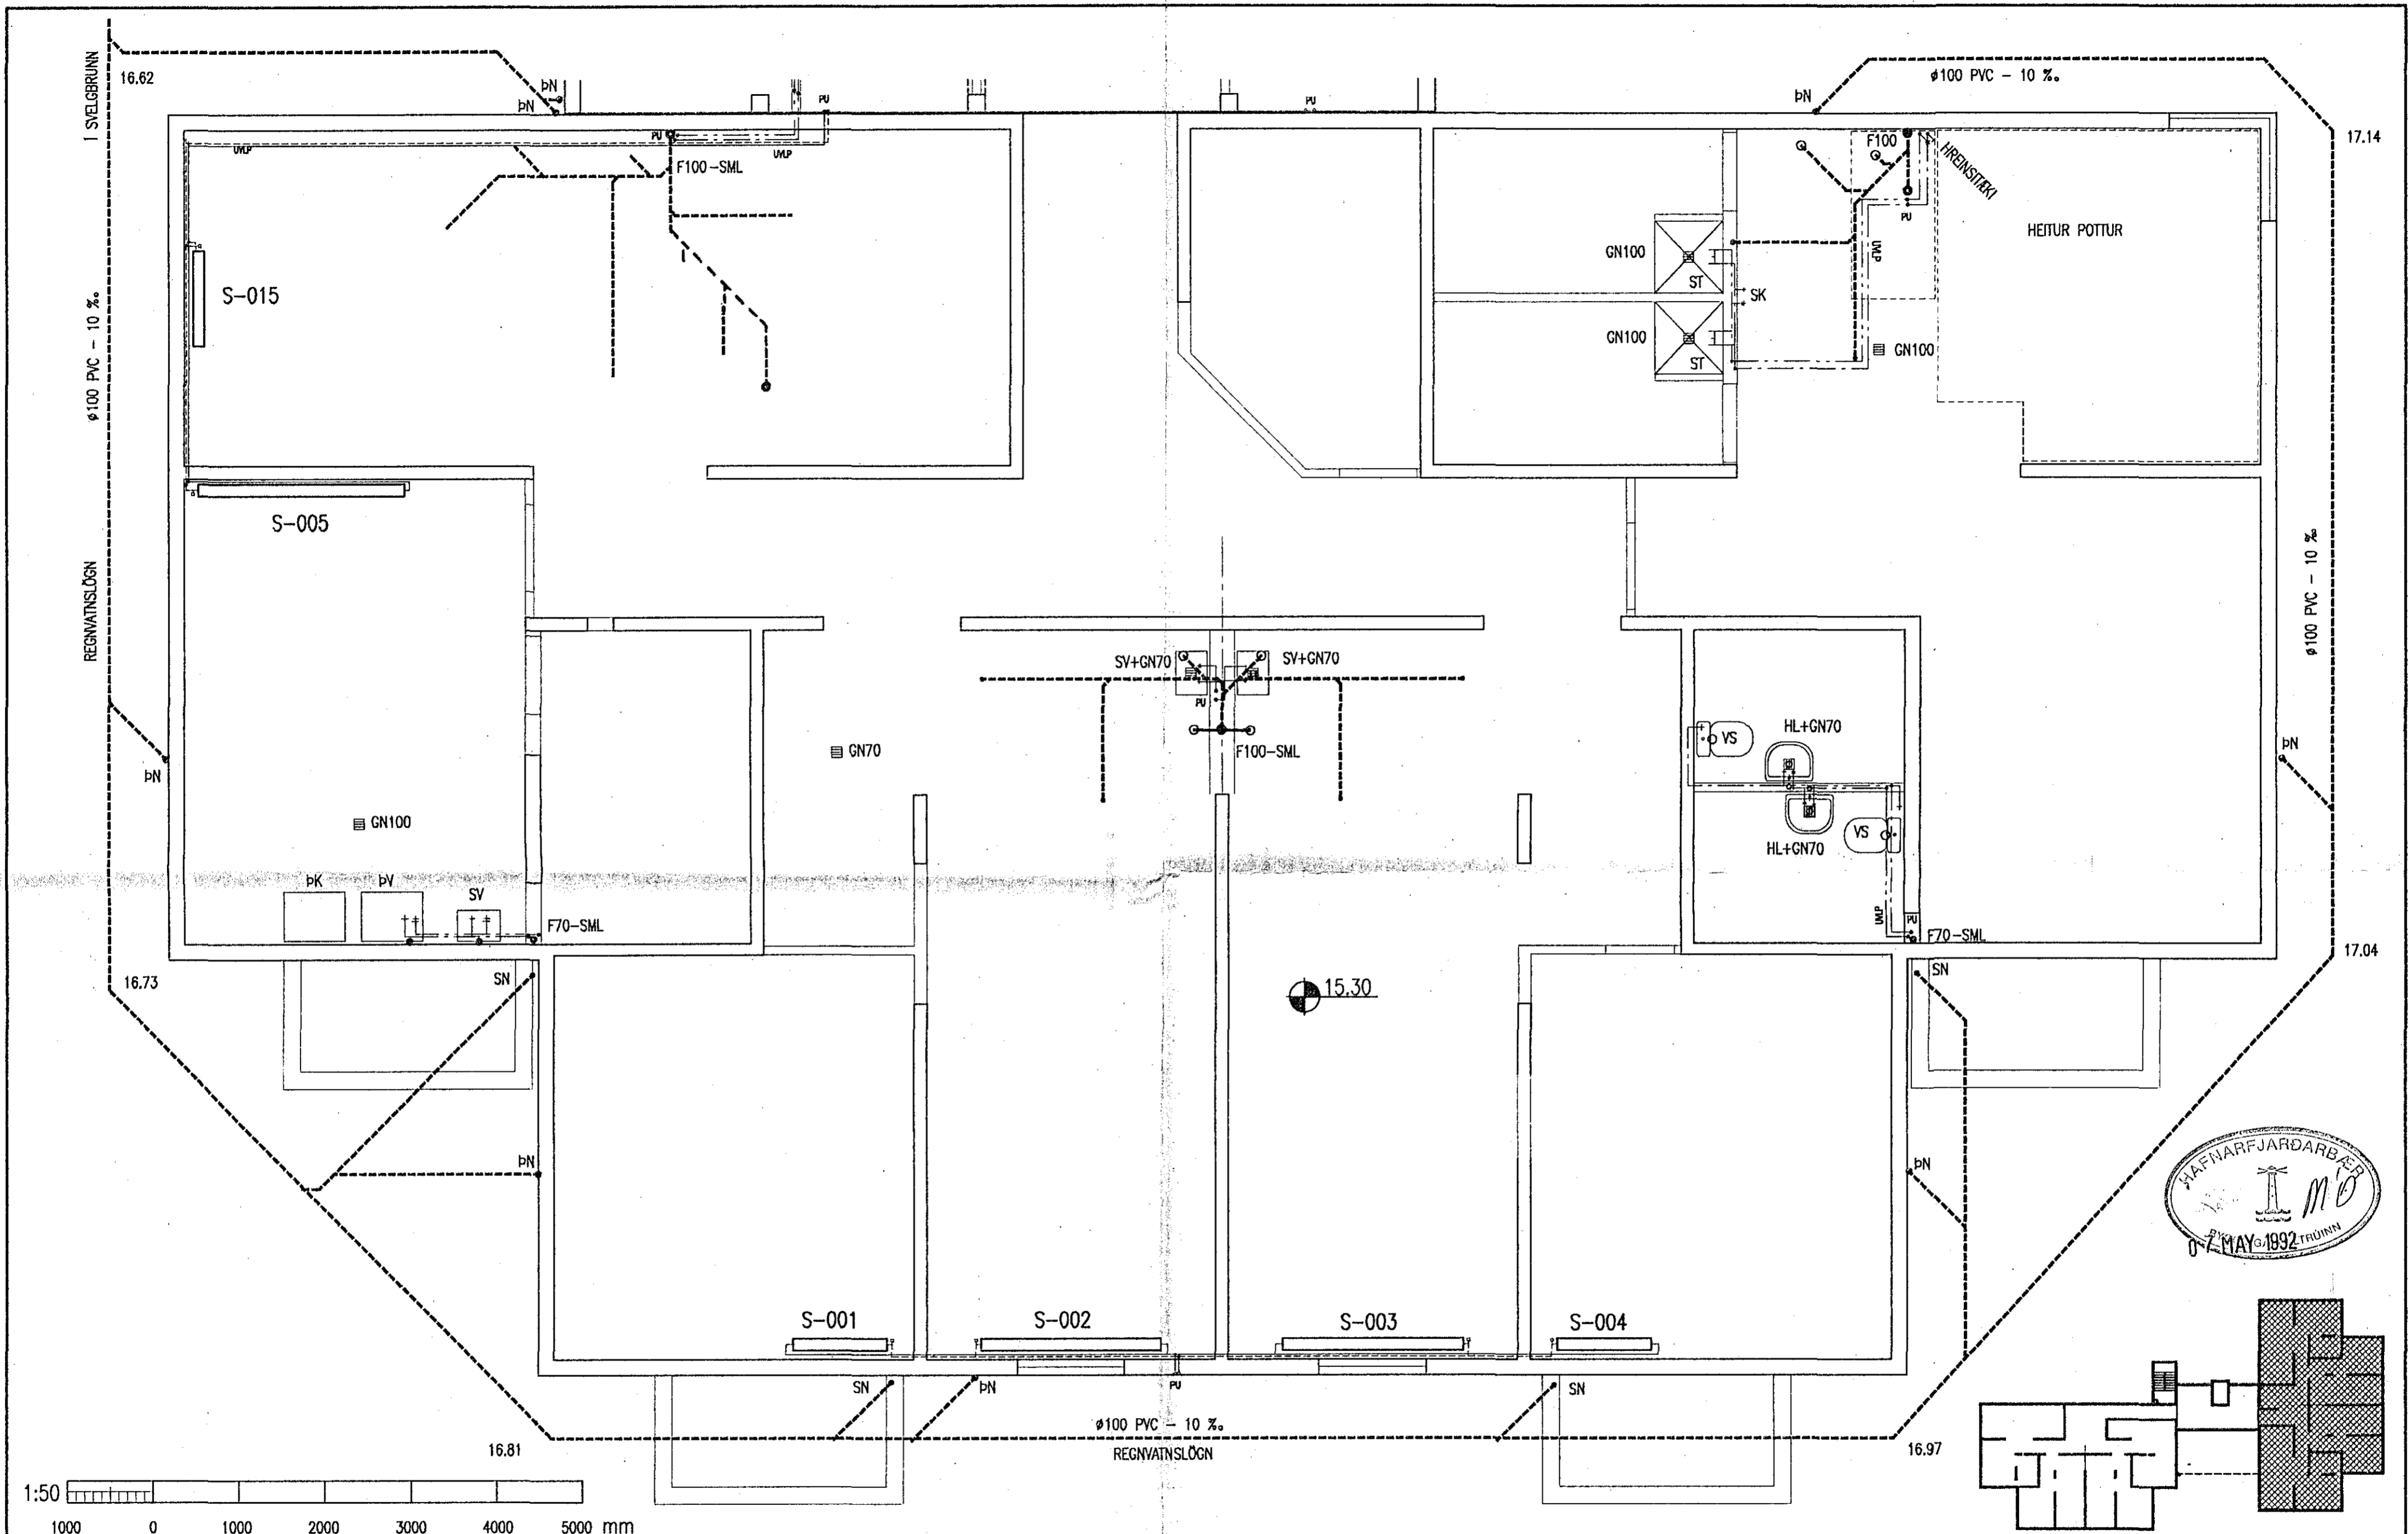 Í SVELGBRUNN
16.62
ÞN
ÞN
PU
PU
ÞN
ø100 PVC - 10 ‰
17.14
UVLP
PU
UVLP
F100-SML
F100
HREINSITÆKI
PU
HEITUR POTTUR
UVLP
GN100
ST
SK
GN100
ST
GN100
S-015
ø100 PVC - 10 ‰
S-005
REGNVATNSLÖGN
ø100 PVC - 10 ‰
SV+GN70
SV+GN70
PU
F100-SML
GN70
VS
HL+GN70
HL+GN70
VS
ÞN
ÞN
GN100
ÞK
ÞV
SV
F70-SML
UVLP
PU
F70-SML
17.04
16.73
SN
15.30
SN
ÞN
ÞN
HAFNARFJARÐARBÆR
MÓ
07 MAY 1992
S-001
S-002
S-003
S-004
SN
ÞN
PU
SN
ø100 PVC - 10 ‰
REGNVATNSLÖGN
16.81
16.97
1:50
1000 0 1000 2000 3000 4000 5000 mm